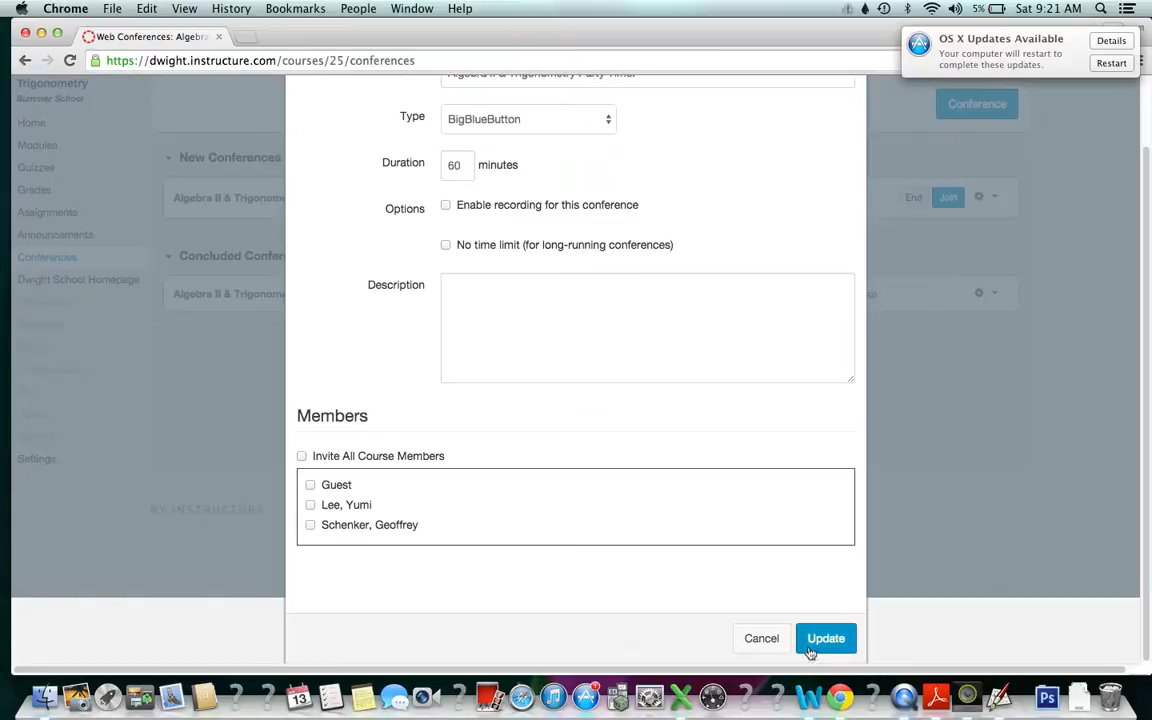 Chrome File Edit View History Bookmarks People Window Help 5% Sat 9:21 AM
Web Conferences: Algebra
OS X Updates Available
Your computer will restart to complete these updates.
Details
Restart
https://dwight.instructure.com/courses/25/conferences
Trigonometry
Summer School
Home
Modules
Quizzes
Grades
Assignments
Announcements
Conferences
Dwight School Homepage
Settings
New Conferences
Algebra II & Trigonome
Concluded Confer
Algebra II & Trigonome
Conference
End Join
Algebra II & Trigonometry Party Time!
Type BigBlueButton
Duration 60 minutes
Options Enable recording for this conference
No time limit (for long-running conferences)
Description
Members
Invite All Course Members
Guest
Lee, Yumi
Schenker, Geoffrey
Cancel Update
BY INSTRUCTURE